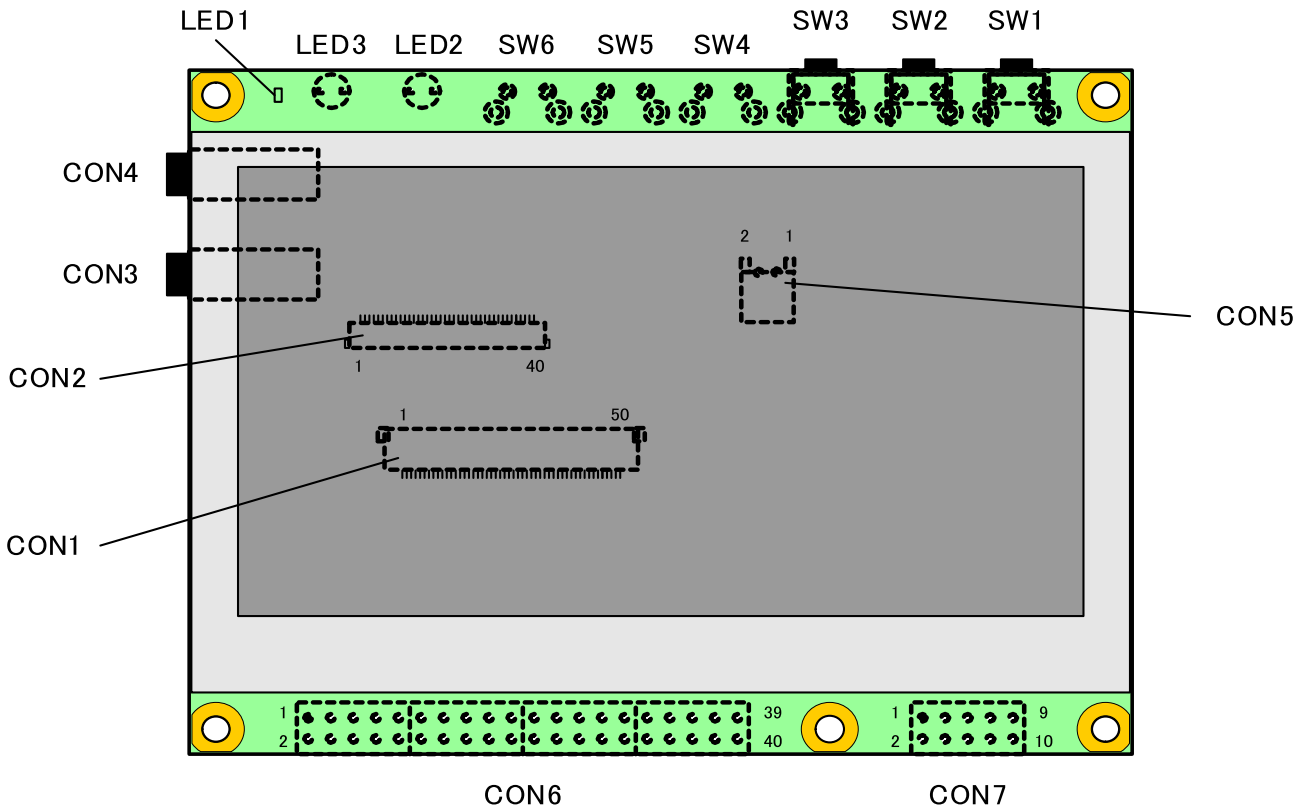 LED1
LED3
LED2
SW6
SW5
SW4
SW3
SW2
SW1
CON4
CON3
2 1
CON5
CON2
1 40
1 50
CON1
1 39
2 40
1 9
2 10
CON6
CON7